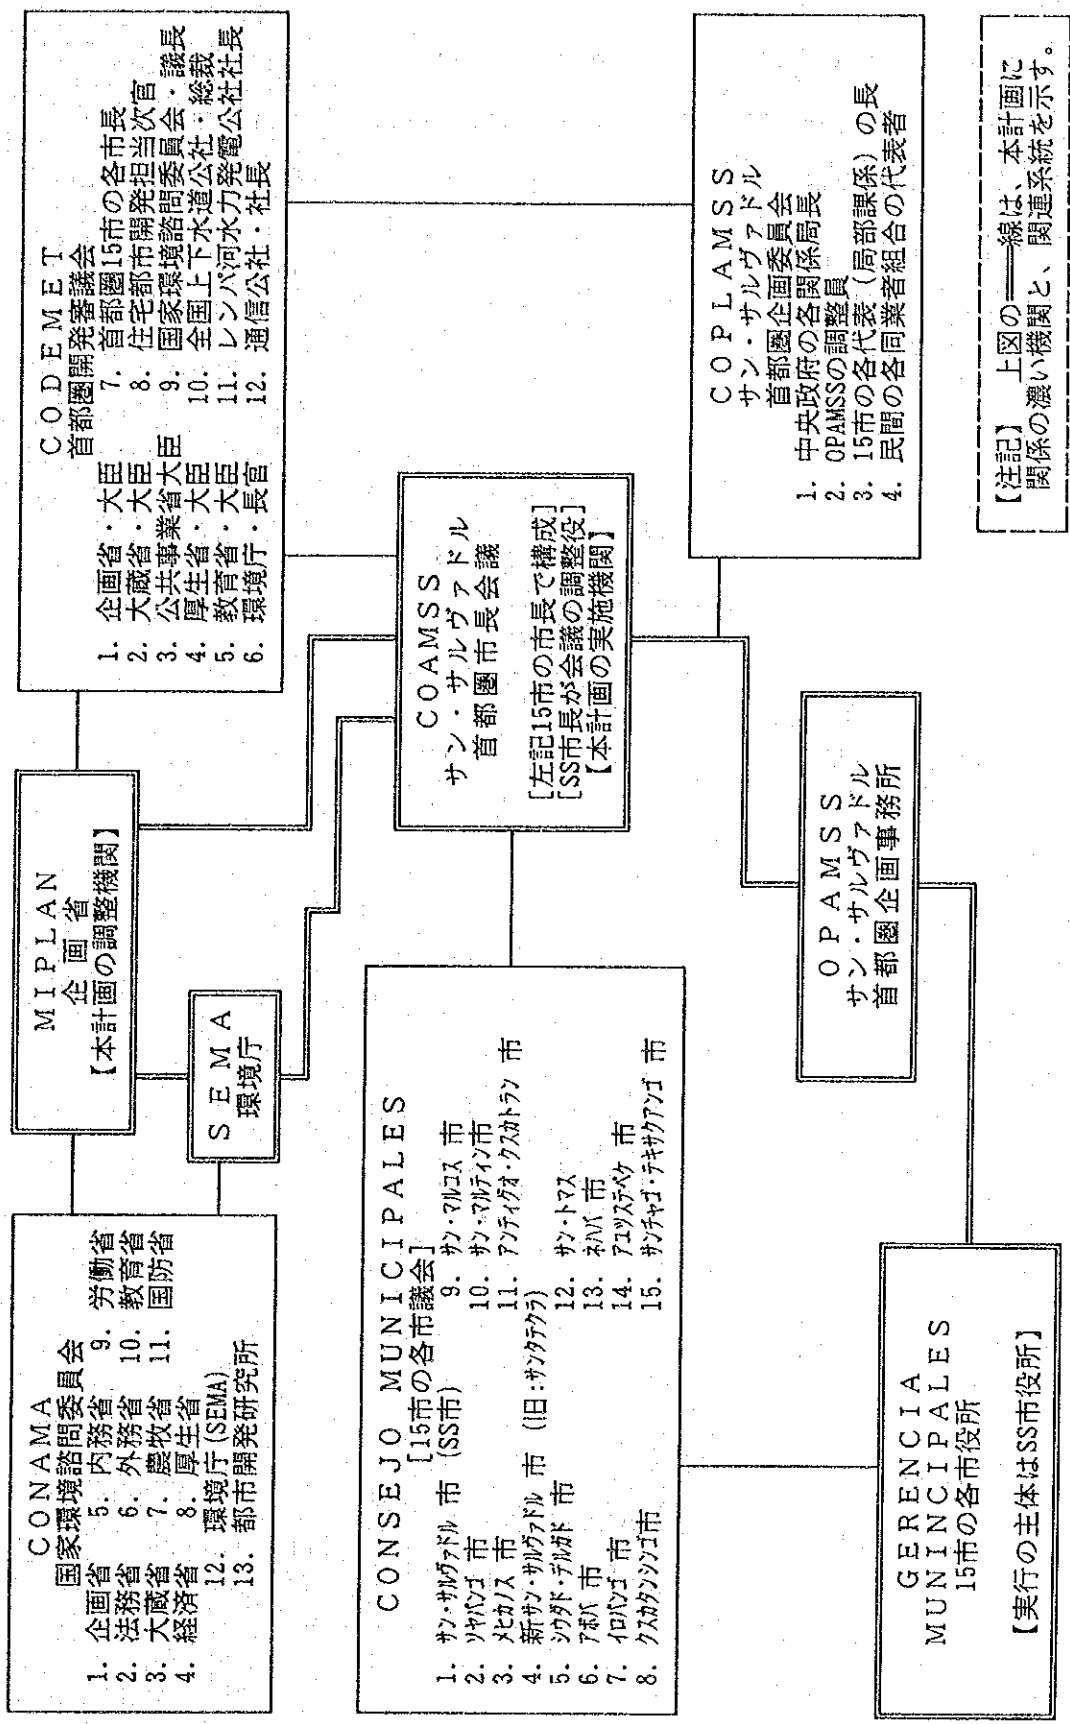 CONAMA
国家環境諮問委員会
1. 企画省 5. 内務省 9. 労働省
2. 法務省 6. 外務省 10. 教育省
3. 大蔵省 7. 農牧省 11. 国防省
4. 経済省 8. 厚生省
12. 環境庁(SEMA)
13. 都市開発研究所
MIPLAN
企画省
【本計画の調整機関】
SEMA
環境庁
CODEMET
首都圏開発審議会
1. 企画省・大臣 7. 首都圏15市の各市長
2. 大蔵省・大臣 8. 住宅都市開発担当次官
3. 公共事業省大臣 9. 国家環境諮問委員会・議長
4. 厚生省・大臣 10. 全国上下水道公社・総裁
5. 教育省・大臣 11. レンパ河水力発電公社社長
6. 環境庁・長官 12. 通信公社・社長
CONSEJO MUNICIPALES
[15市の各市議会]
1. サン・サルヴァドル 市 (SS市) 9. サン・マルコス 市
2. ソヤパンゴ 市 10. サン・マルティン市
3. メヒカノス 市 11. アンティグオ・クスカトラン 市
4. 新サン・サルヴァドル 市 (旧:サンタテクラ)
5. シウダド・デルガド 市 12. サン・トマス
6. アポパ 市 13. ネハパ 市
7. イロパンゴ 市 14. アユツステペケ 市
8. クスカタンシンゴ市 15. サンチャゴ・テキサクアンゴ 市
COAMSS
サン・サルヴァドル
首都圏市長会議
[左記15市の市長で構成]
[SS市長が会議の調整役]
【本計画の実施機関】
GERENCIA
MUNICIPALES
15市の各市役所
【実行の主体はSS市役所】
OPAMSS
サン・サルヴァドル
首都圏企画事務所
COPLAMSS
サン・サルヴァドル
首都圏企画委員会
1. 中央政府の各関係局長
2. OPAMSSの調整員
3. 15市の各代表(局部課係)の長
4. 民間の各同業者組合の代表者
【注記】 上図の══線は、本計画に
関係の濃い機関と、関連系統を示す。